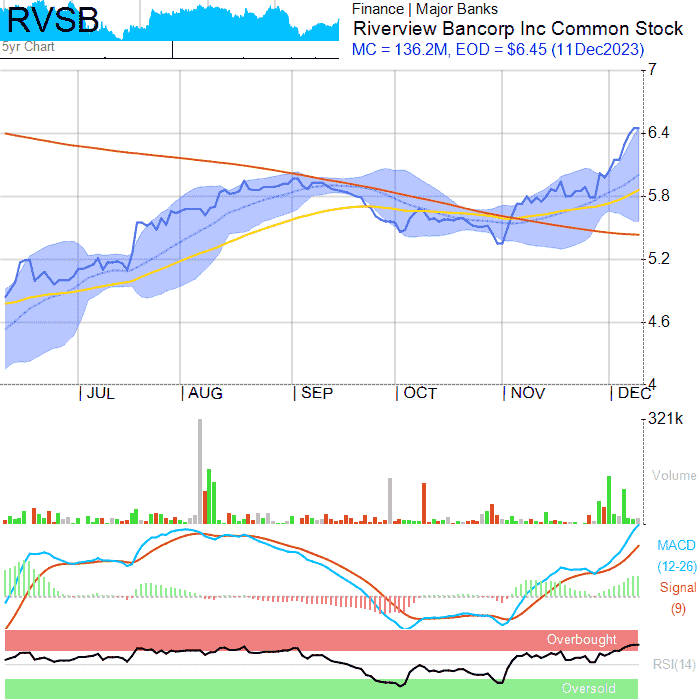 RVSB
5yr Chart
Finance | Major Banks
Riverview Bancorp Inc Common Stock
MC = 136.2M, EOD = $6.45 (11Dec2023)
7
6.4
5.8
5.2
4.6
4
JUL AUG SEP OCT NOV DEC
321k
Volume
MACD
(12-26)
Signal
(9)
Overbought
RSI(14)
Oversold